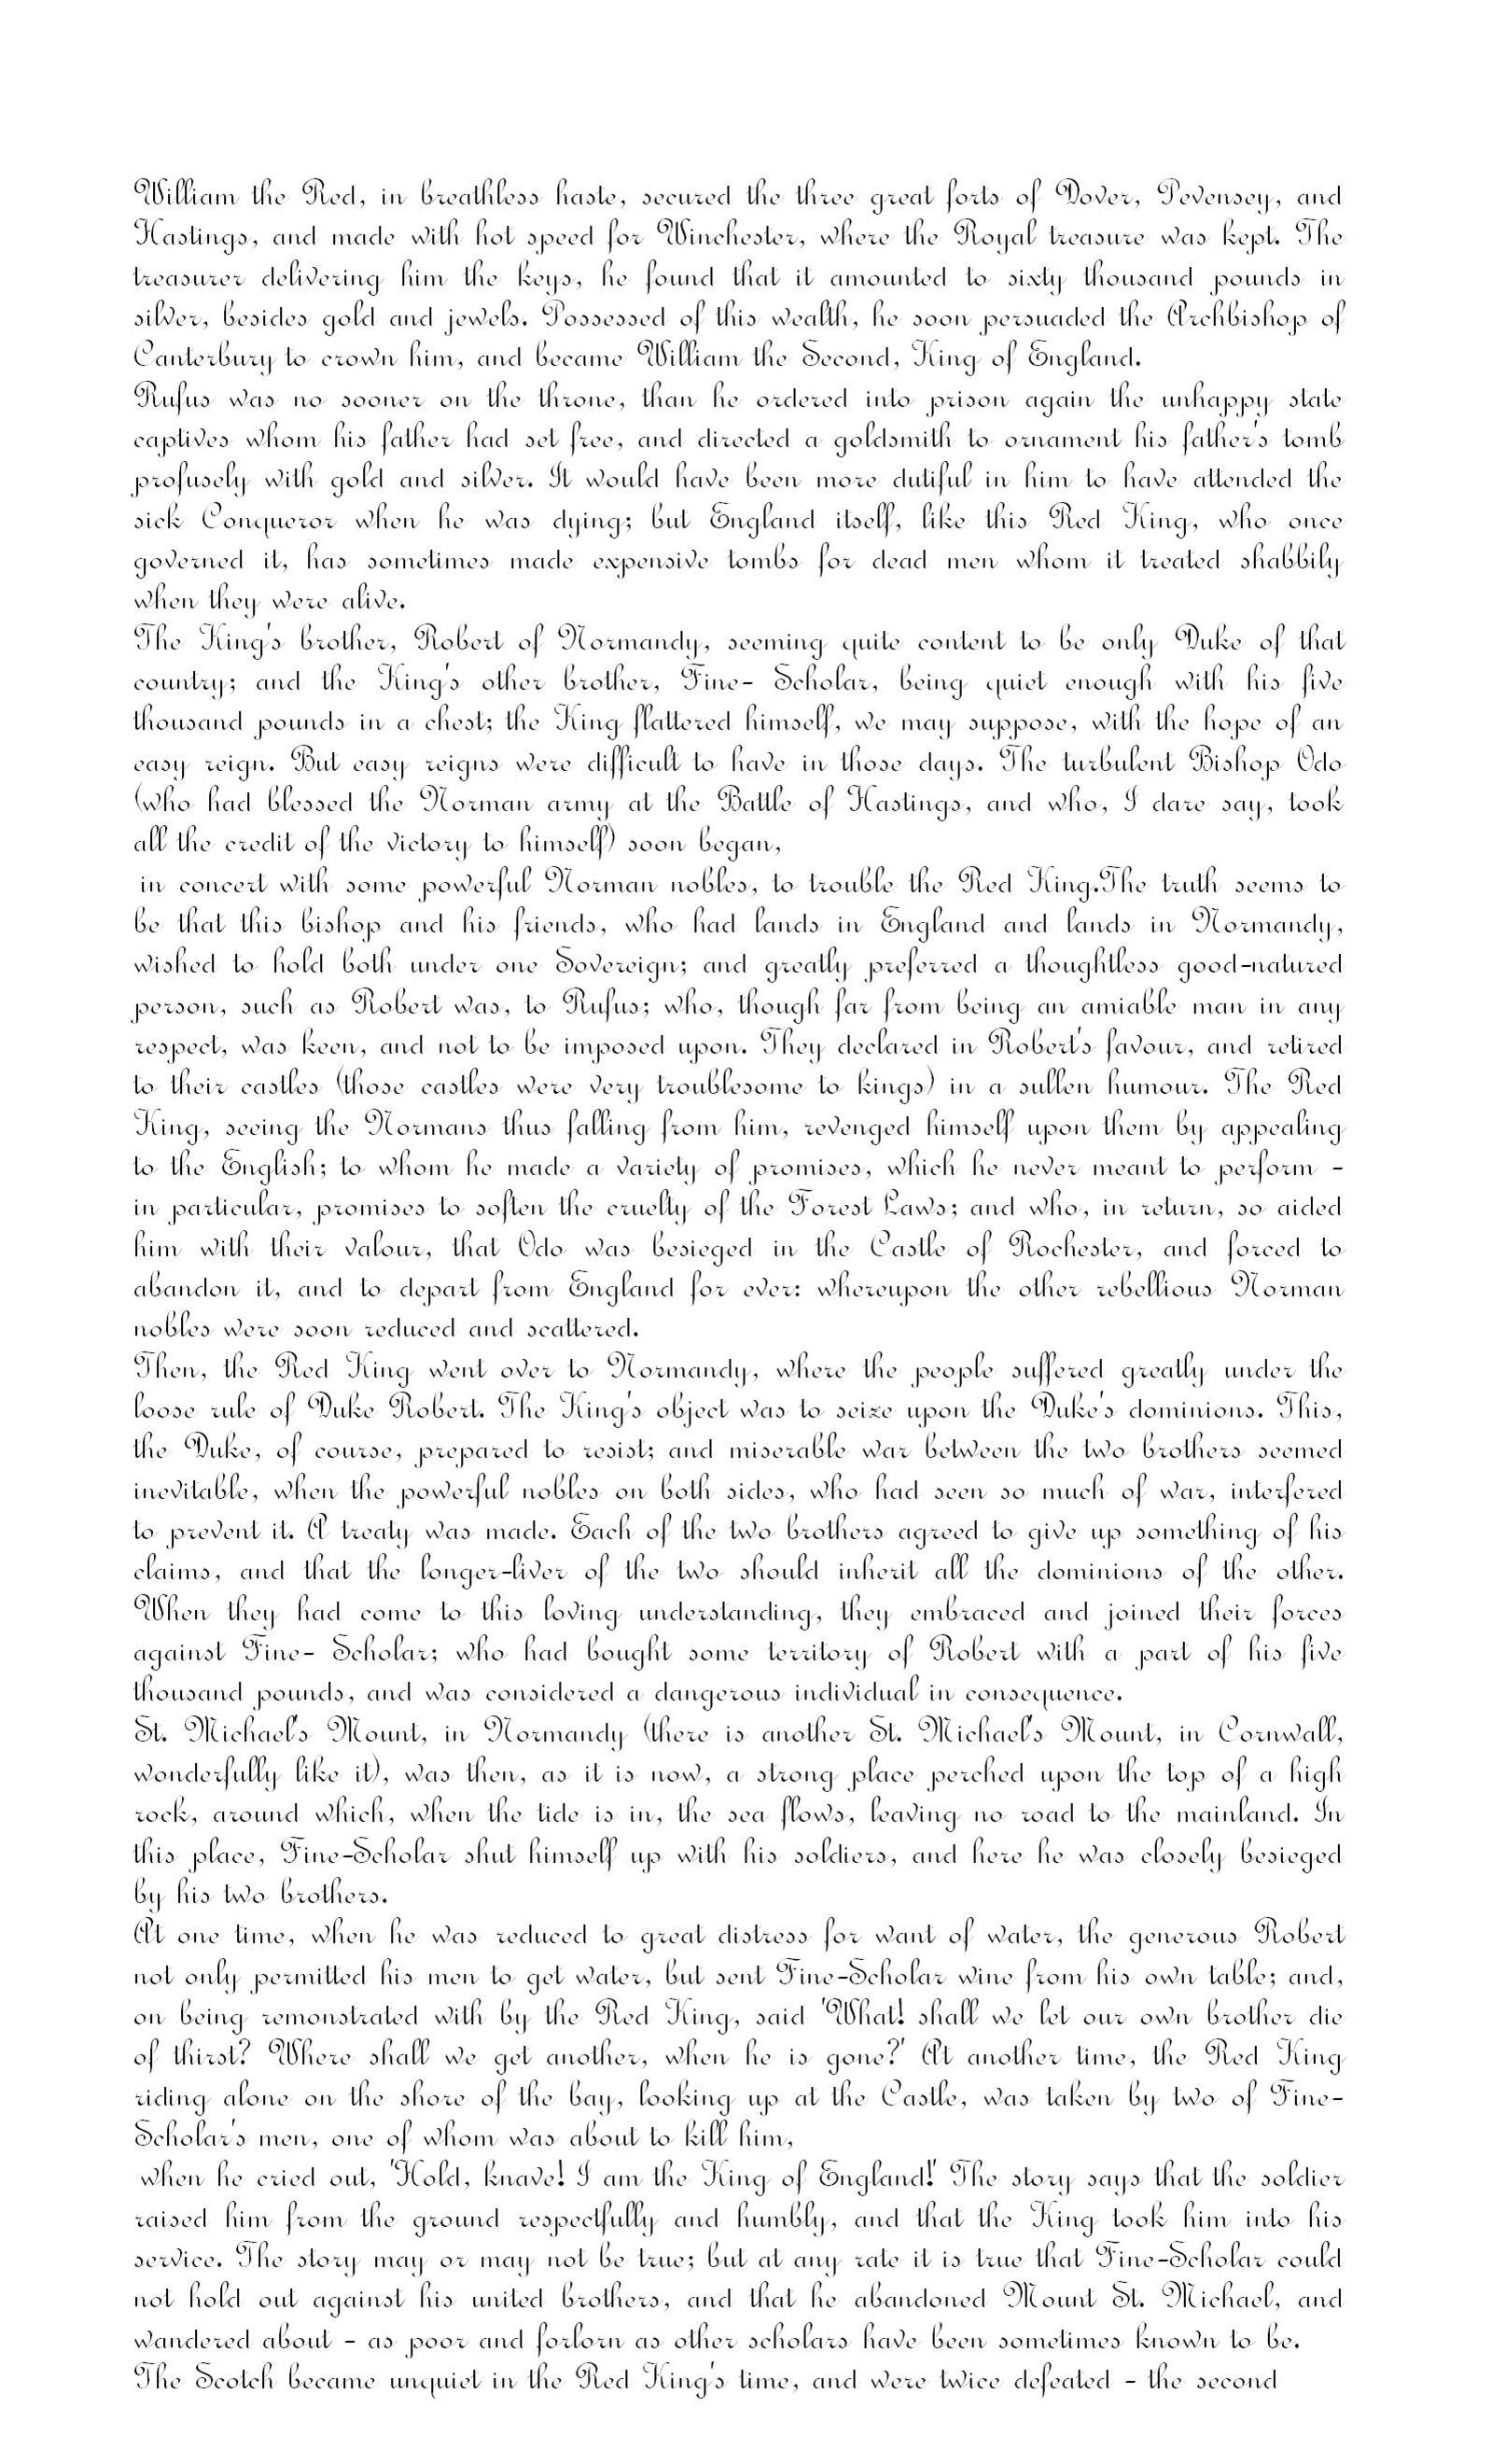 William the Red, in breathless haste, secured the three great forts of Dover, Pevensey, and
Hastings, and made with hot speed for Winchester, where the Royal treasure was kept. The
treasurer delivering him the keys, he found that it amounted to sixty thousand pounds in
silver, besides gold and jewels. Possessed of this wealth, he soon persuaded the Archbishop of
Canterbury to crown him, and became William the Second, King of England.
Rufus was no sooner on the throne, than he ordered into prison again the unhappy state
captives whom his father had set free, and directed a goldsmith to ornament his father's tomb
profusely with gold and silver. It would have been more dutiful in him to have attended the
sick Conqueror when he was dying; but England itself, like this Red King, who once
governed it, has sometimes made expensive tombs for dead men whom it treated shabbily
when they were alive.
The King's brother, Robert of Normandy, seeming quite content to be only Duke of that
country; and the King's other brother, Fine- Scholar, being quiet enough with his five
thousand pounds in a chest; the King flattered himself, we may suppose, with the hope of an
easy reign. But easy reigns were difficult to have in those days. The turbulent Bishop Odo
(who had blessed the Norman army at the Battle of Hastings, and who, I dare say, took
all the credit of the victory to himself) soon began,
in concert with some powerful Norman nobles, to trouble the Red King.The truth seems to
be that this bishop and his friends, who had lands in England and lands in Normandy,
wished to hold both under one Sovereign; and greatly preferred a thoughtless good-natured
person, such as Robert was, to Rufus; who, though far from being an amiable man in any
respect, was keen, and not to be imposed upon. They declared in Robert's favour, and retired
to their castles (those castles were very troublesome to kings) in a sullen humour. The Red
King, seeing the Normans thus falling from him, revenged himself upon them by appealing
to the English; to whom he made a variety of promises, which he never meant to perform -
in particular, promises to soften the cruelty of the Forest Laws; and who, in return, so aided
him with their valour, that Odo was besieged in the Castle of Rochester, and forced to
abandon it, and to depart from England for ever: whereupon the other rebellious Norman
nobles were soon reduced and scattered.
Then, the Red King went over to Normandy, where the people suffered greatly under the
loose rule of Duke Robert. The King's object was to seize upon the Duke's dominions. This,
the Duke, of course, prepared to resist; and miserable war between the two brothers seemed
inevitable, when the powerful nobles on both sides, who had seen so much of war, interfered
to prevent it. A treaty was made. Each of the two brothers agreed to give up something of his
claims, and that the longer-liver of the two should inherit all the dominions of the other.
When they had come to this loving understanding, they embraced and joined their forces
against Fine- Scholar; who had bought some territory of Robert with a part of his five
thousand pounds, and was considered a dangerous individual in consequence.
St. Michael's Mount, in Normandy (there is another St. Michael's Mount, in Cornwall,
wonderfully like it), was then, as it is now, a strong place perched upon the top of a high
rock, around which, when the tide is in, the sea flows, leaving no road to the mainland. In
this place, Fine-Scholar shut himself up with his soldiers, and here he was closely besieged
by his two brothers.
At one time, when he was reduced to great distress for want of water, the generous Robert
not only permitted his men to get water, but sent Fine-Scholar wine from his own table; and,
on being remonstrated with by the Red King, said 'What! shall we let our own brother die
of thirst? Where shall we get another, when he is gone?' At another time, the Red King
riding alone on the shore of the bay, looking up at the Castle, was taken by two of Fine-
Scholar's men, one of whom was about to kill him,
when he cried out, 'Hold, knave! I am the King of England!' The story says that the soldier
raised him from the ground respectfully and humbly, and that the King took him into his
service. The story may or may not be true; but at any rate it is true that Fine-Scholar could
not hold out against his united brothers, and that he abandoned Mount St. Michael, and
wandered about - as poor and forlorn as other scholars have been sometimes known to be.
The Scotch became unquiet in the Red King's time, and were twice defeated - the second